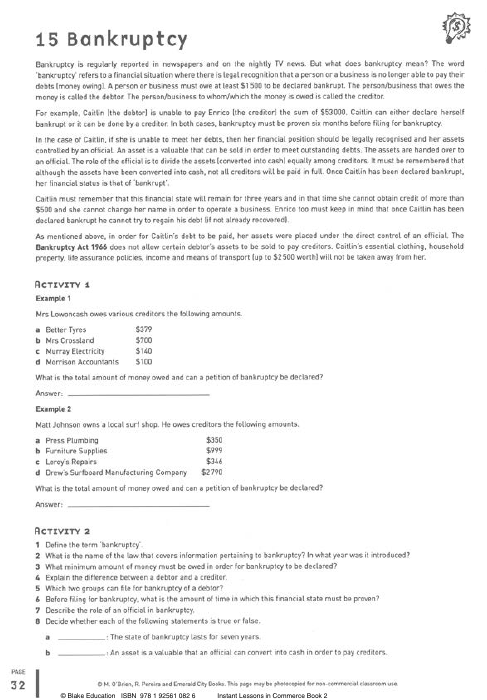 15 Bankruptcy
Bankruptcy is regularly reported in newspapers and on the nightly TV news. But what does bankruptcy mean? The word
'bankruptcy' refers to a financial situation where there is legal recognition that a person or a business is no longer able to pay their
debts (money owing). A person or business must owe at least $1500 to be declared bankrupt. The person/business that owes the
money is called the debtor. The person/business to whom/which the money is owed is called the creditor.
For example, Caitlin (the debtor) is unable to pay Enrico (the creditor) the sum of $53000. Caitlin can either declare herself
bankrupt or it can be done by a creditor. In both cases, bankruptcy must be proven six months before filing for bankruptcy.
In the case of Caitlin, if she is unable to meet her debts, then her financial position should be legally recognised and her assets
controlled by an official. An asset is a valuable that can be sold in order to meet outstanding debts. The assets are handed over to
an official. The role of the official is to divide the assets (converted into cash) equally among creditors. It must be remembered that
although the assets have been converted into cash, not all creditors will be paid in full. Once Caitlin has been declared bankrupt,
her financial status is that of 'bankrupt'.
Caitlin must remember that this financial state will remain for three years and in that time she cannot obtain credit of more than
$500 and she cannot change her name in order to operate a business. Enrico too must keep in mind that once Caitlin has been
declared bankrupt he cannot try to regain his debt (if not already recovered).
As mentioned above, in order for Caitlin's debt to be paid, her assets were placed under the direct control of an official. The
Bankruptcy Act 1966 does not allow certain debtor's assets to be sold to pay creditors. Caitlin's essential clothing, household
property, life assurance policies, income and means of transport (up to $2500 worth) will not be taken away from her.
ACTIVITY 1
Example 1
Mrs Lowoncash owes various creditors the following amounts.
a Better Tyres $379
b Mrs Crossland $700
c Murray Electricity $140
d Morrison Accountants $100
What is the total amount of money owed and can a petition of bankruptcy be declared?
Answer:
Example 2
Matt Johnson owns a local surf shop. He owes creditors the following amounts.
a Press Plumbing $350
b Furniture Supplies $999
c Leroy's Repairs $346
d Drew's Surfboard Manufacturing Company $2790
What is the total amount of money owed and can a petition of bankruptcy be declared?
Answer:
ACTIVITY 2
1 Define the term 'bankruptcy'.
2 What is the name of the law that covers information pertaining to bankruptcy? In what year was it introduced?
3 What minimum amount of money must be owed in order for bankruptcy to be declared?
4 Explain the difference between a debtor and a creditor.
5 Which two groups can file for bankruptcy of a debtor?
6 Before filing for bankruptcy, what is the amount of time in which this financial state must be proven?
7 Describe the role of an official in bankruptcy.
8 Decide whether each of the following statements is true or false.
a : The state of bankruptcy lasts for seven years.
b : An asset is a valuable that an official can convert into cash in order to pay creditors.
PAGE
32
© M. O'Brien, R. Pereira and Emerald City Books. This page may be photocopied for non-commercial classroom use.
© Blake Education ISBN 978 1 92561 082 6 Instant Lessons in Commerce Book 2